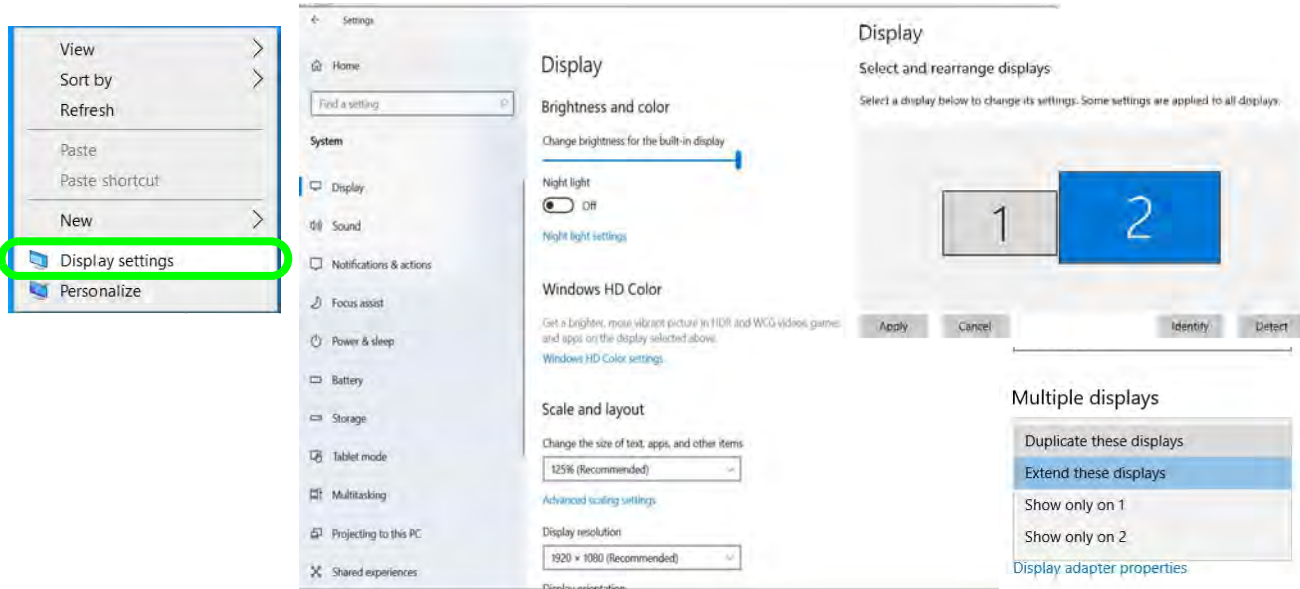 View
Sort by
Refresh
Paste
Paste shortcut
New
Display settings
Personalize
Settings
Home
Find a setting
System
Display
Sound
Notifications & actions
Focus assist
Power & sleep
Battery
Storage
Tablet mode
Multitasking
Projecting to this PC
Shared experiences
Display
Brightness and color
Change brightness for the built-in display
Night light
Off
Night light settings
Windows HD Color
Get a brighter, more vibrant picture in HDR and WCG videos, games
and apps on the display selected above.
Windows HD Color settings
Scale and layout
Change the size of text, apps, and other items
125% (Recommended)
Advanced scaling settings
Display resolution
1920 × 1080 (Recommended)
Display orientation
Display
Select and rearrange displays
Select a display below to change its settings. Some settings are applied to all displays.
1
2
Apply
Cancel
Identify
Detect
Multiple displays
Duplicate these displays
Extend these displays
Show only on 1
Show only on 2
Display adapter properties